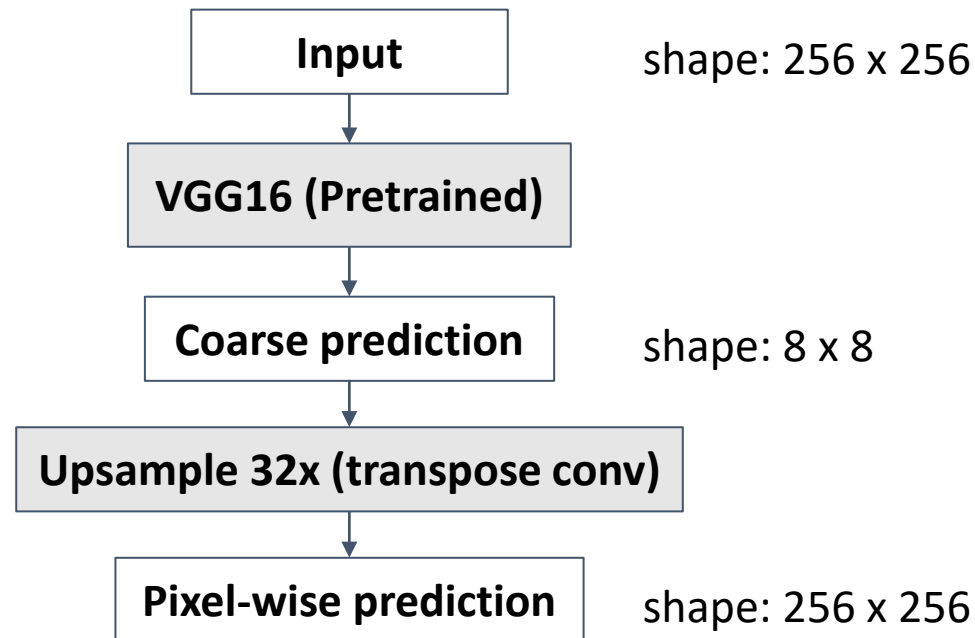 Input
shape: 256 x 256
VGG16 (Pretrained)
Coarse prediction
shape: 8 x 8
Upsample 32x (transpose conv)
Pixel-wise prediction
shape: 256 x 256